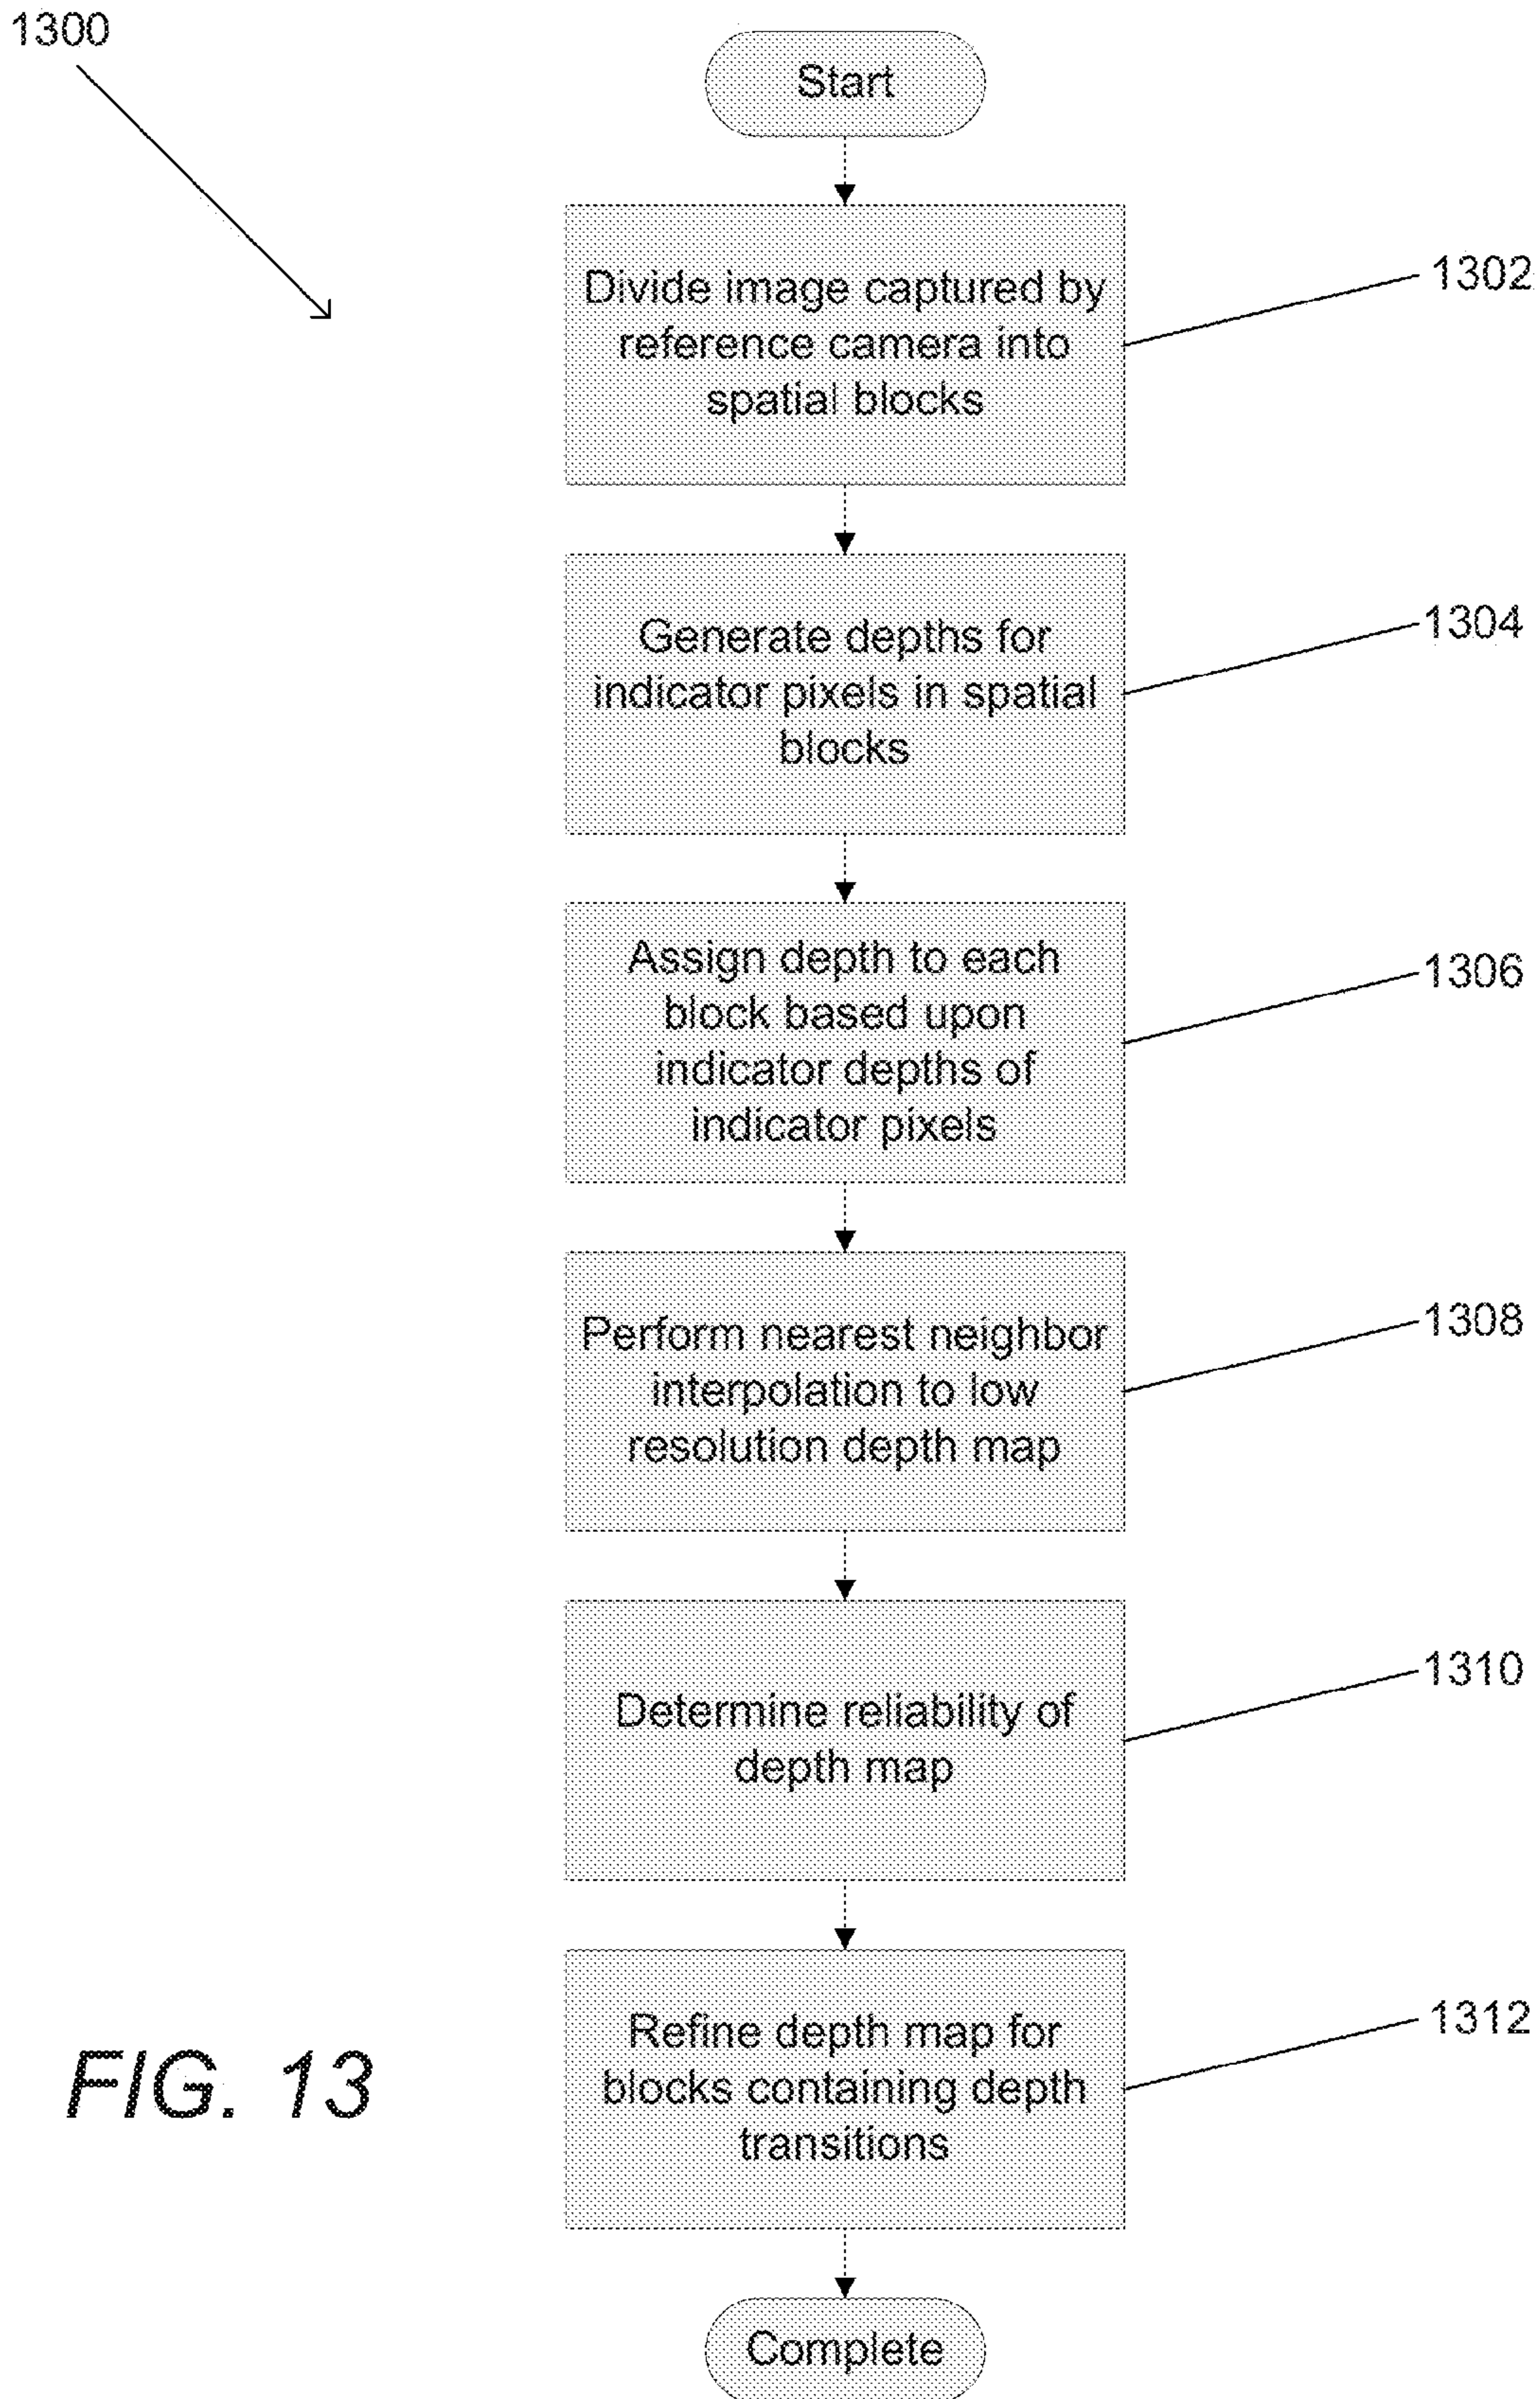 1300
Start
Divide image captured by
reference camera into
spatial blocks
1302
Generate depths for
indicator pixels in spatial
blocks
1304
Assign depth to each
block based upon
indicator depths of
indicator pixels
1306
Perform nearest neighbor
interpolation to low
resolution depth map
1308
Determine reliability of
depth map
1310
Refine depth map for
blocks containing depth
transitions
1312
FIG. 13
Complete